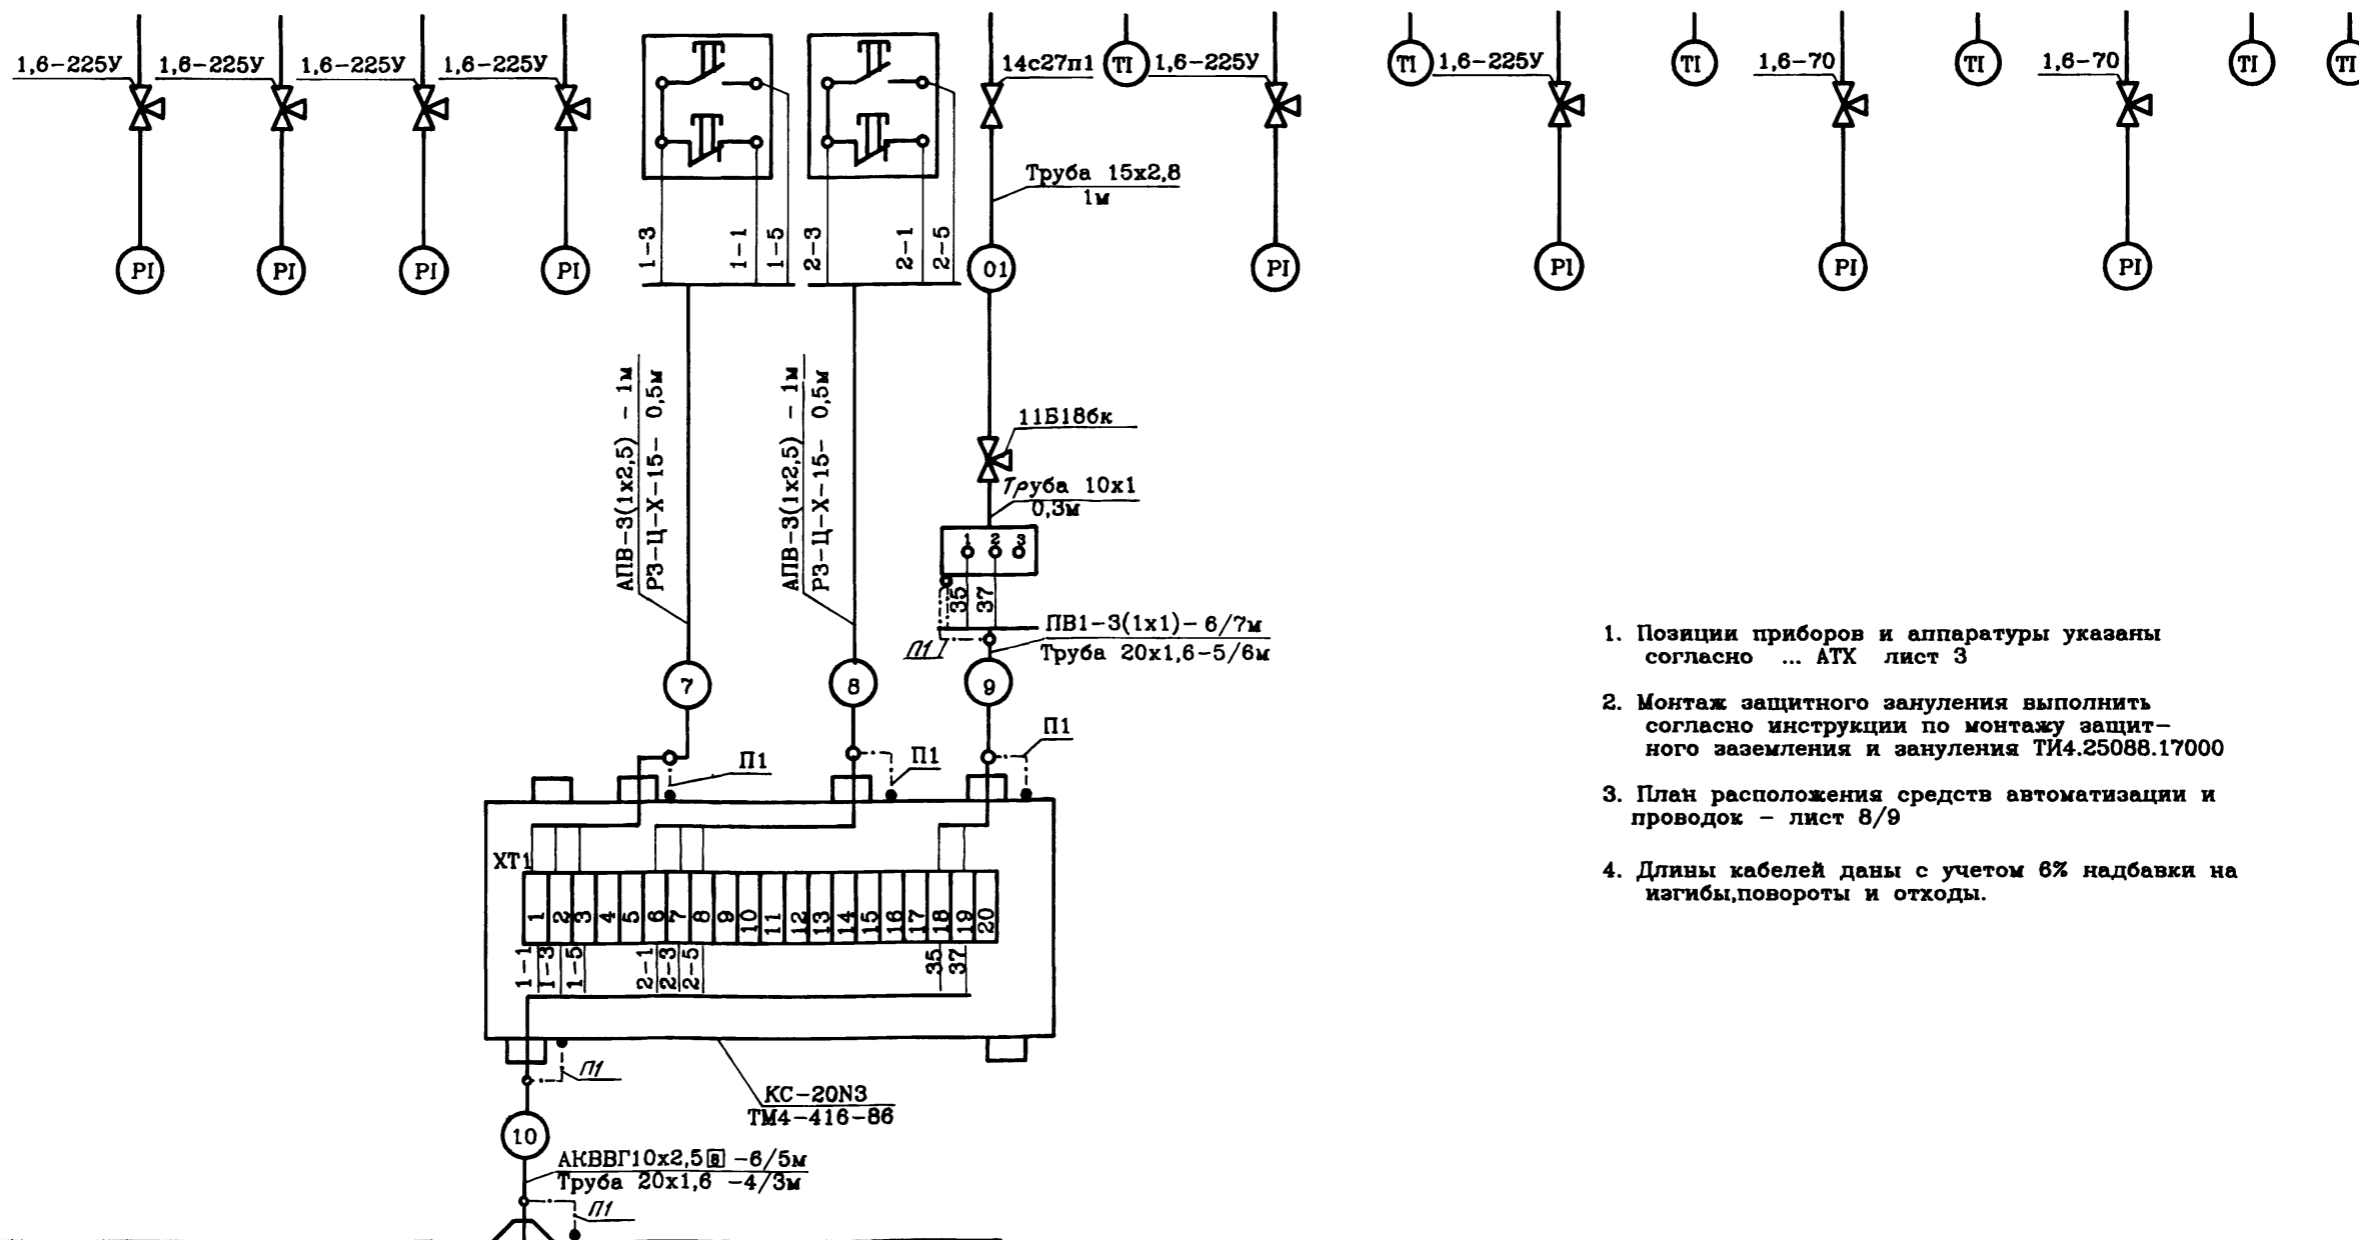 1,6-225У
1,6-225У
1,6-225У
1,6-225У
14с27п1
TI
1,6-225У
TI
1,6-225У
TI
1,6-70
TI
1,6-70
TI
TI
Труба 15х2,8
1м
1-3
1-1
1-5
2-3
2-1
2-5
PI
PI
PI
PI
01
PI
PI
PI
PI
АПВ-3(1х2,5) - 1м
РЗ-Ц-Х-15- 0,5м
АПВ-3(1х2,5) - 1м
РЗ-Ц-Х-15- 0,5м
11Б18бк
Труба 10х1
0,3м
1 2 3
35
37
П1
ПВ1-3(1х1)- 6/7м
Труба 20х1,6-5/6м
7
8
9
П1
П1
П1
ХТ1
1 2 3 4 5 6 7 8 9 10 11 12 13 14 15 16 17 18 19 20
1-1
1-3
1-5
2-1
2-3
2-5
35
37
П1
КС-20N3
ТМ4-416-86
10
АКВВГ10х2,5 8 -6/5м
Труба 20х1,6 -4/3м
П1
1. Позиции приборов и аппаратуры указаны
согласно ... АТХ лист 3
2. Монтаж защитного зануления выполнить
согласно инструкции по монтажу защит-
ного заземления и зануления ТИ4.25088.17000
3. План расположения средств автоматизации и
проводок - лист 8/9
4. Длины кабелей даны с учетом 6% надбавки на
изгибы,повороты и отходы.